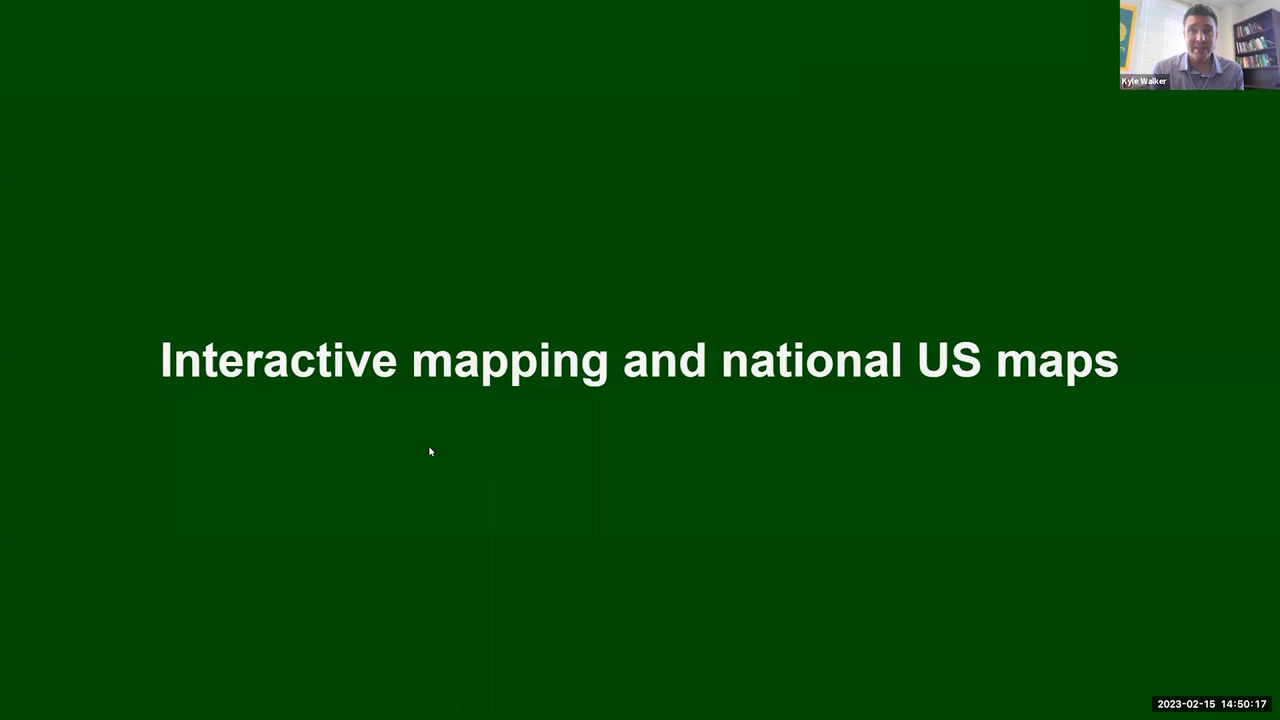 Kyle Walker
Interactive mapping and national US maps
2023-02-15 14:50:17